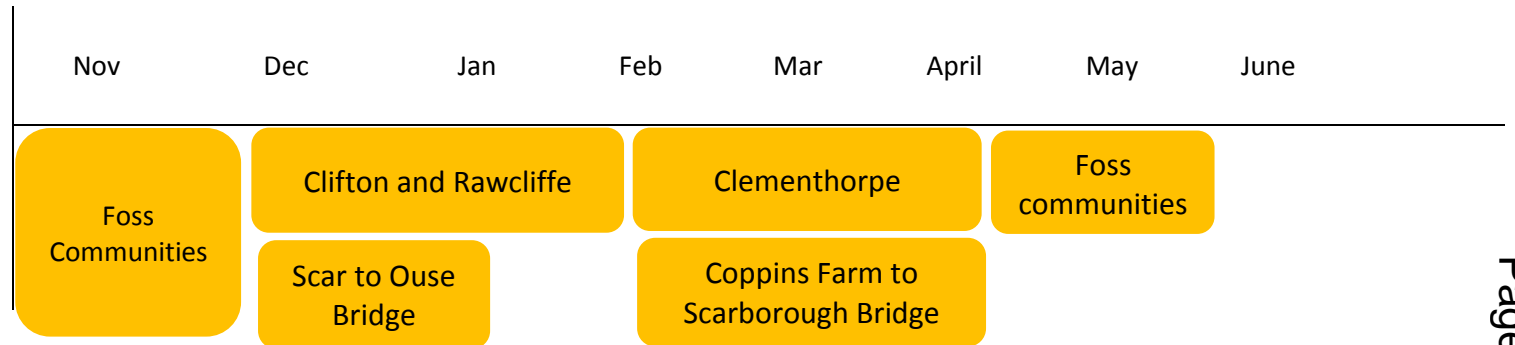 Nov Dec Jan Feb Mar April May June
Foss
Communities
Clifton and Rawcliffe
Clementhorpe
Foss
communities
Scar to Ouse
Bridge
Coppins Farm to
Scarborough Bridge
Page